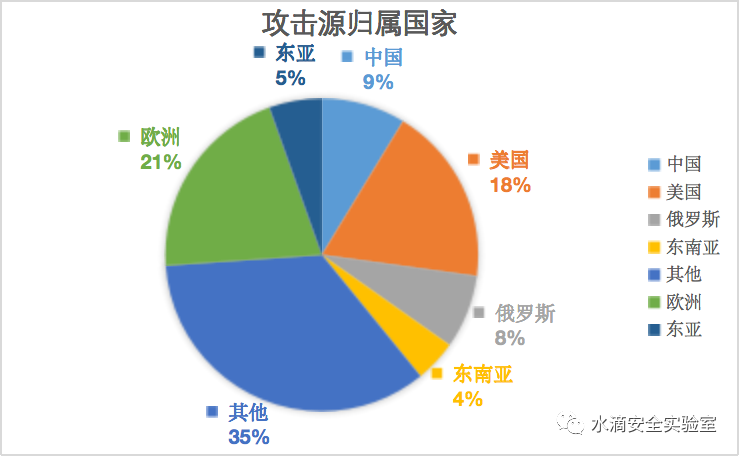 攻击源归属国家
东亚
5%
中国
9%
欧洲
21%
美国
18%
俄罗斯
8%
东南亚
4%
其他
35%
中国
美国
俄罗斯
东南亚
其他
欧洲
东亚
水滴安全实验室